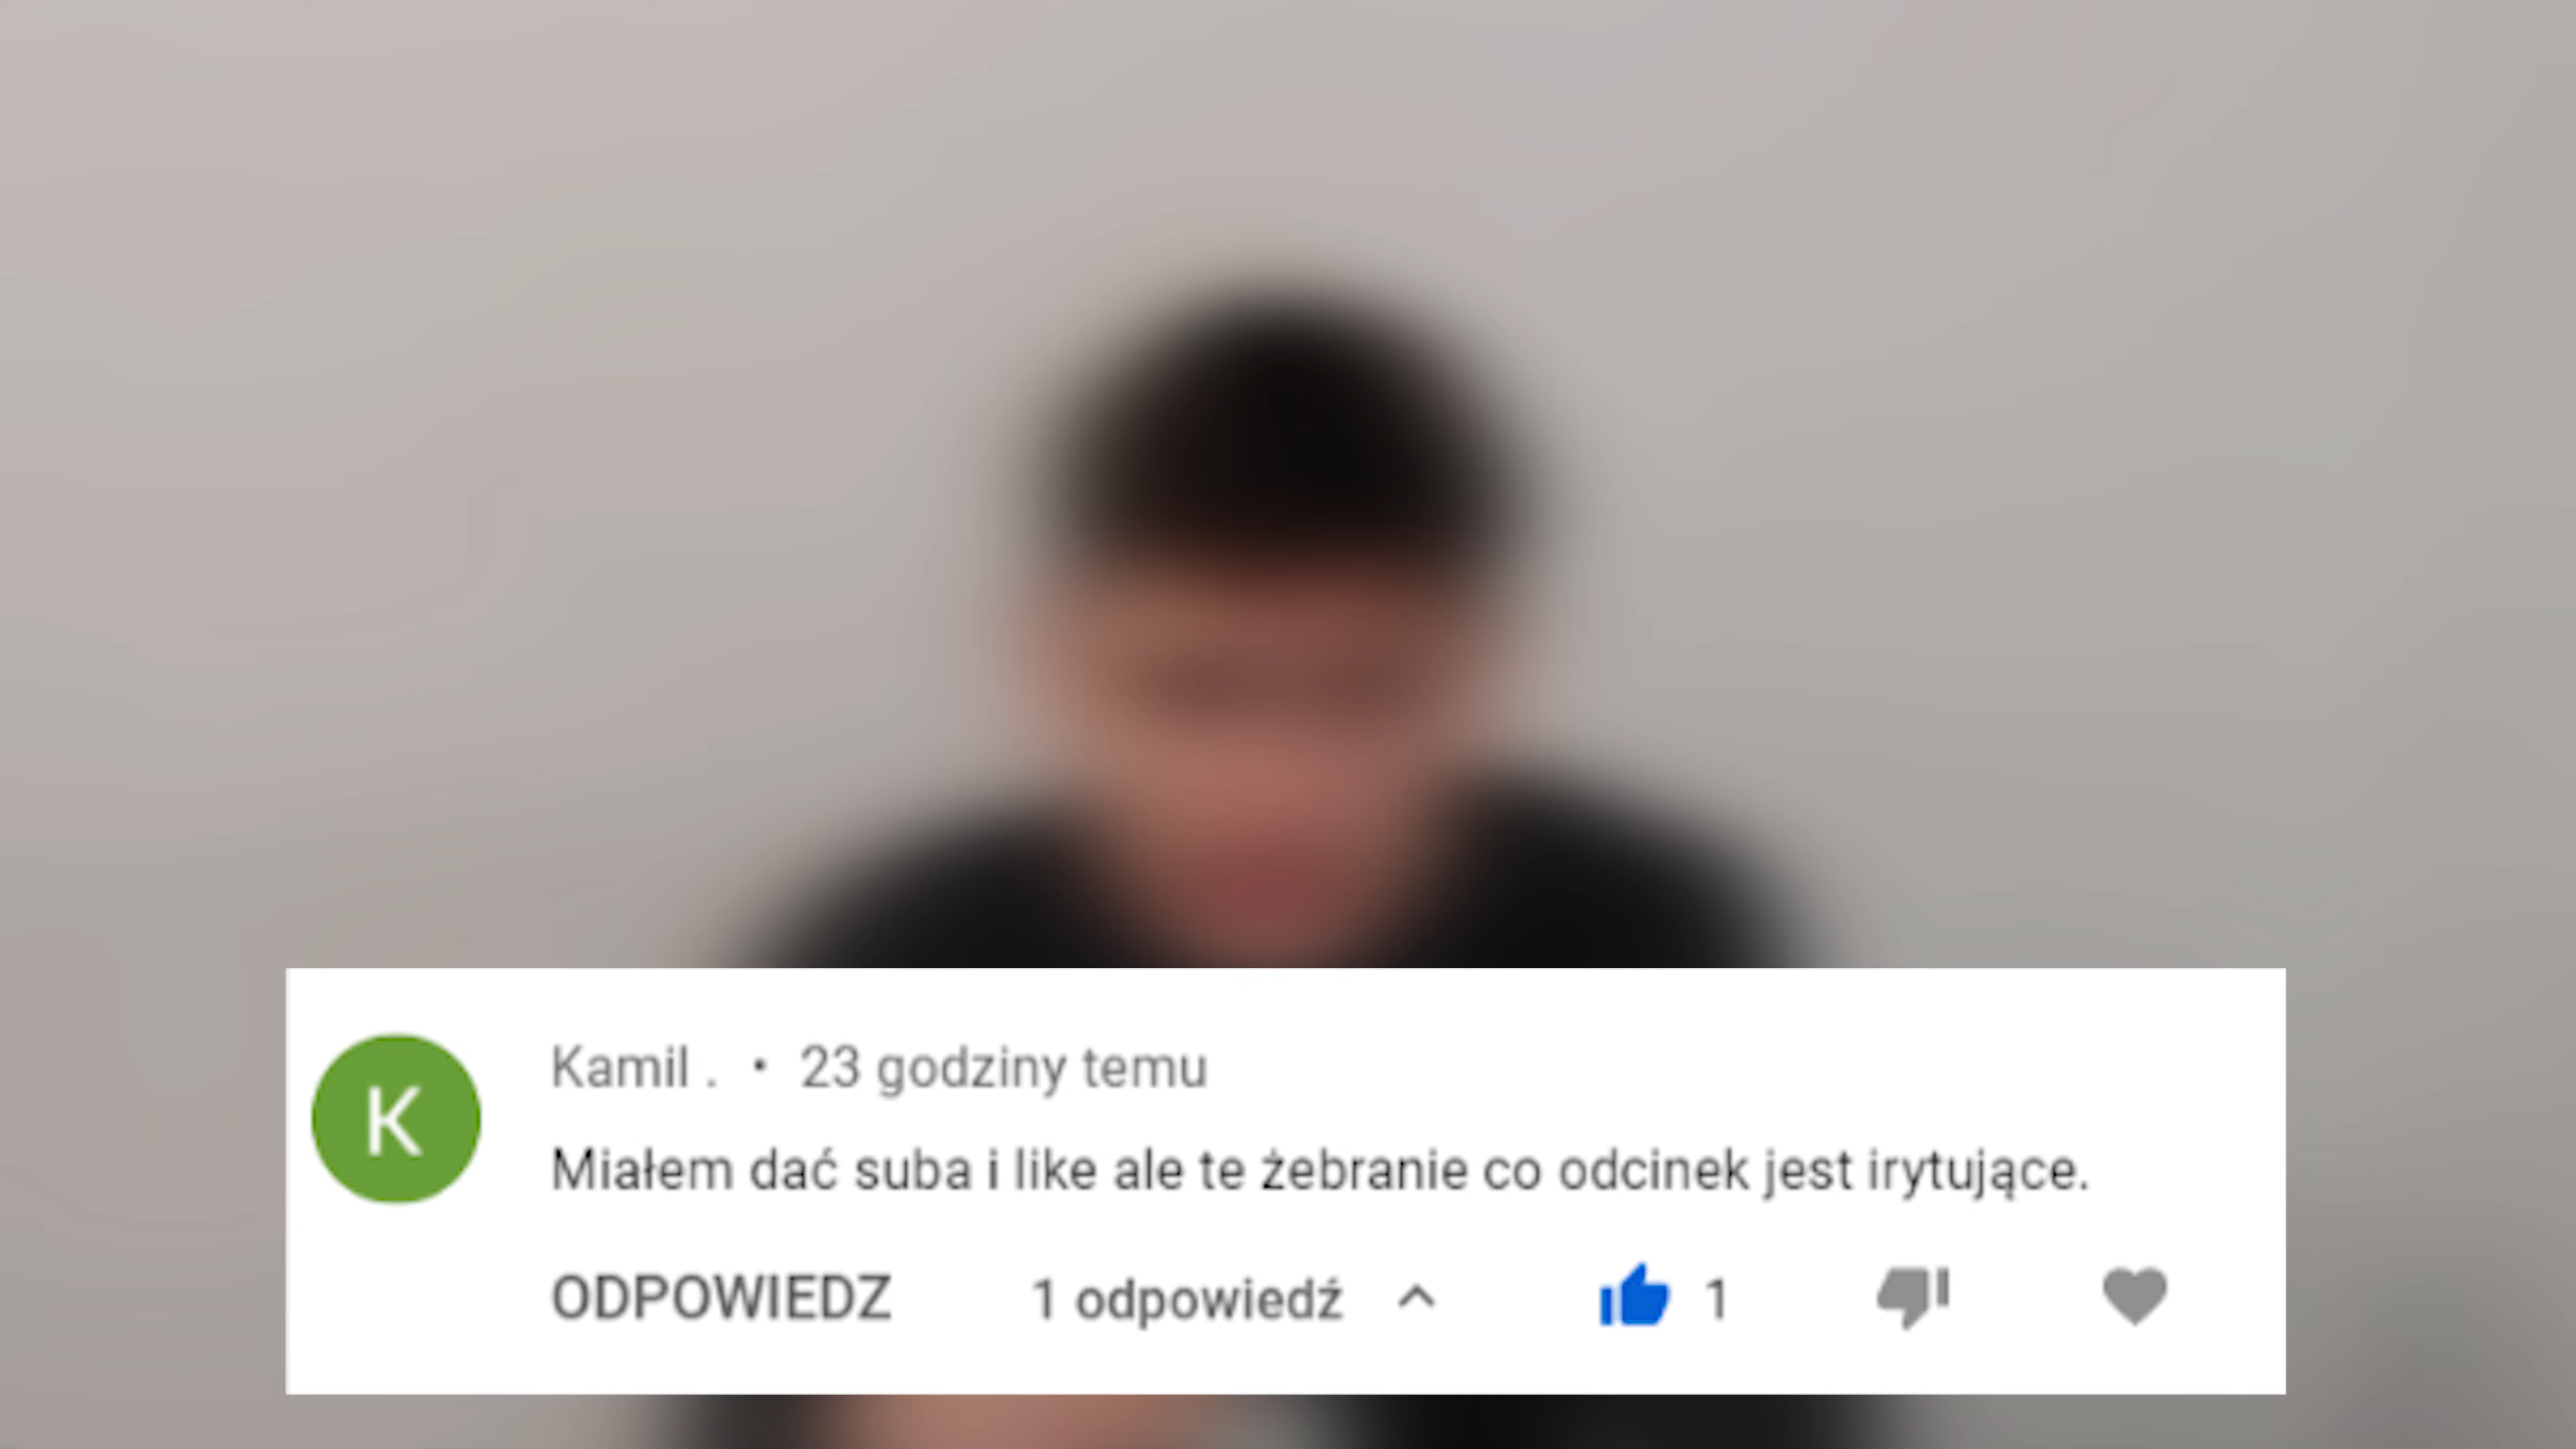 K
Kamil . • 23 godziny temu
Miałem dać suba i like ale te żebranie co odcinek jest irytujące.
ODPOWIEDZ 1 odpowiedź 1